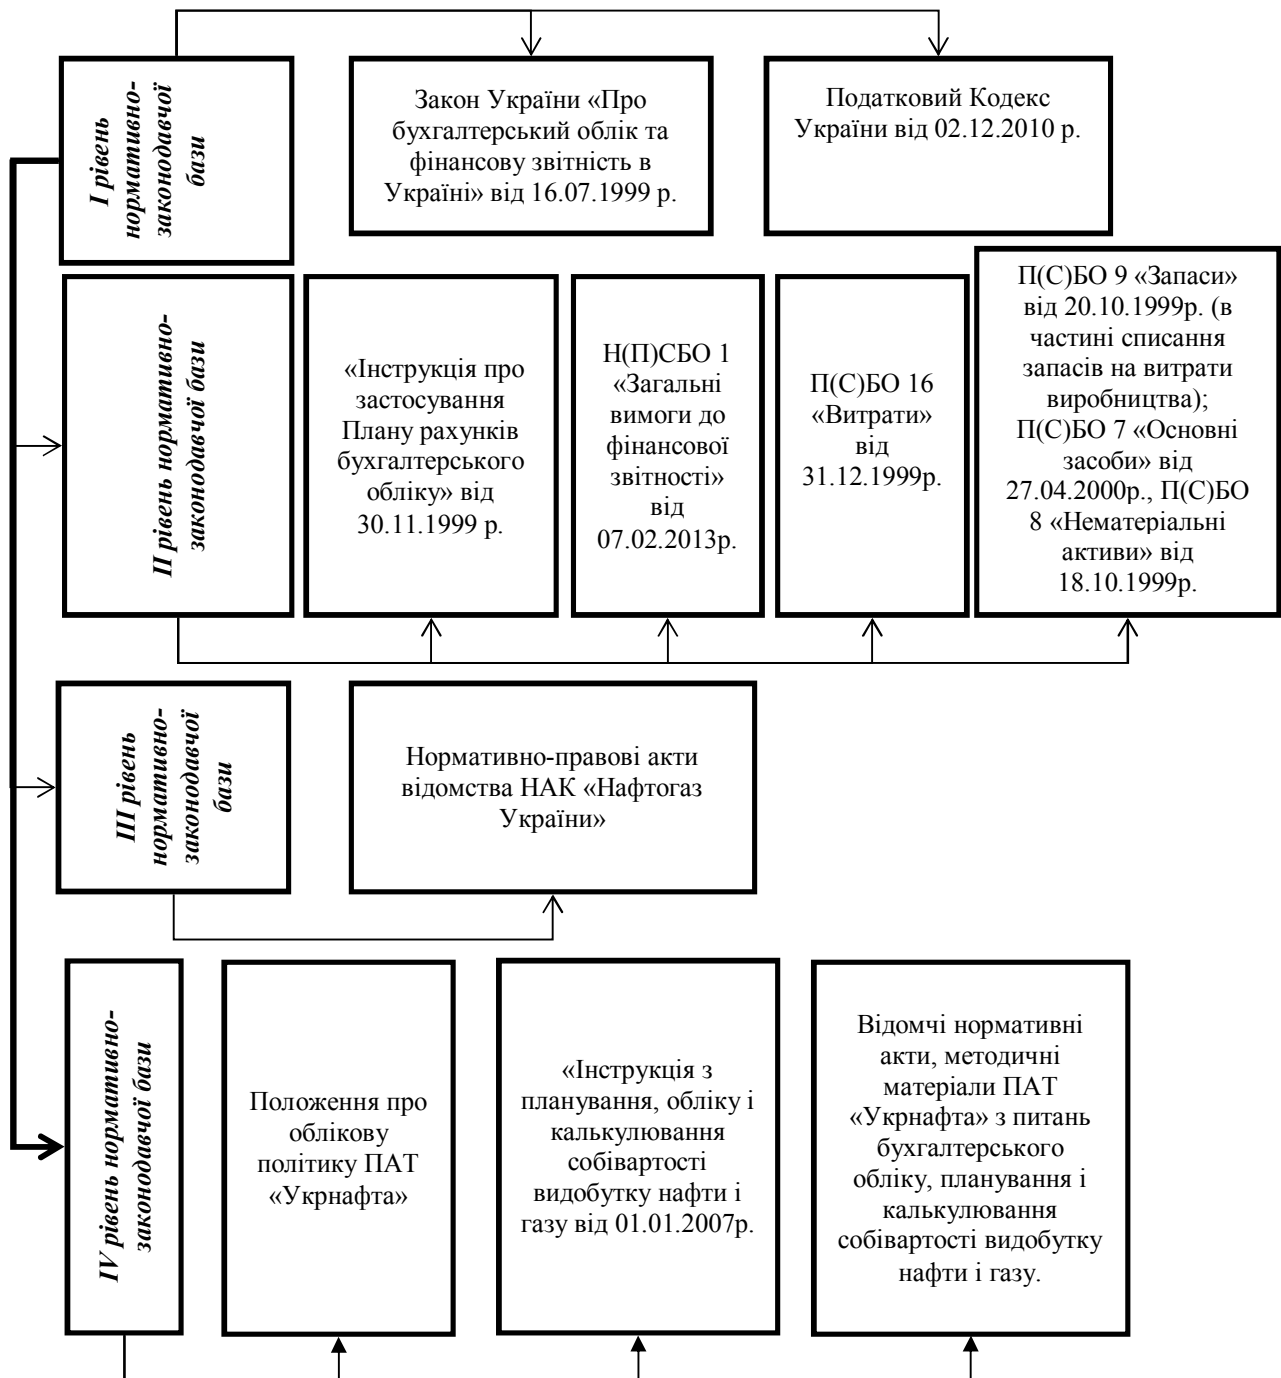 І рівень
нормативно-
законодавчої
бази
Закон України «Про
бухгалтерський облік та
фінансову звітність в
Україні» від 16.07.1999 р.
Податковий Кодекс
України від 02.12.2010 р.
ІІ рівень нормативно-
законодавчої бази
«Інструкція про
застосування
Плану рахунків
бухгалтерського
обліку» від
30.11.1999 р.
Н(П)СБО 1
«Загальні
вимоги до
фінансової
звітності»
від
07.02.2013р.
П(С)БО 16
«Витрати»
від
31.12.1999р.
П(С)БО 9 «Запаси»
від 20.10.1999р. (в
частині списання
запасів на витрати
виробництва);
П(С)БО 7 «Основні
засоби» від
27.04.2000р., П(С)БО
8 «Нематеріальні
активи» від
18.10.1999р.
ІІІ рівень
нормативно-
законодавчої
бази
Нормативно-правові акти
відомства НАК «Нафтогаз
України»
IV рівень нормативно-
законодавчої бази
Положення про
облікову
політику ПАТ
«Укрнафта»
«Інструкція з
планування, обліку і
калькулювання
собівартості
видобутку нафти і
газу від 01.01.2007р.
Відомчі нормативні
акти, методичні
матеріали ПАТ
«Укрнафта» з питань
бухгалтерського
обліку, планування і
калькулювання
собівартості видобутку
нафти і газу.